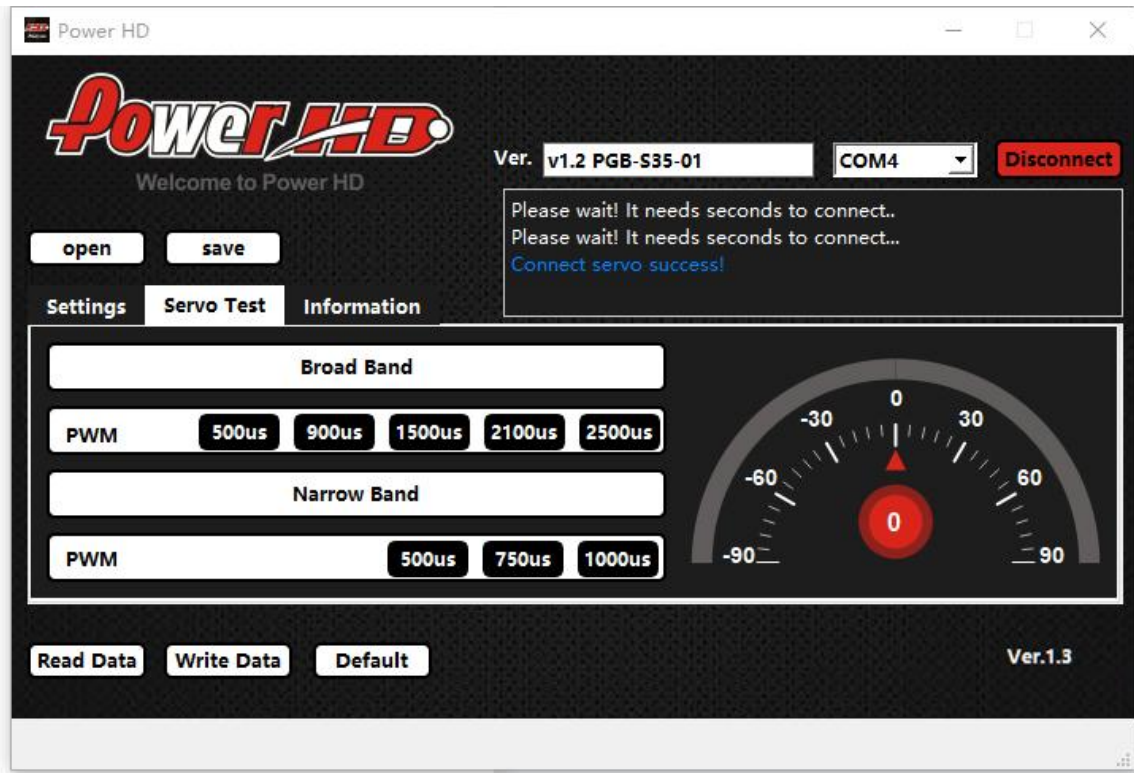 Power HD
Power HD
Welcome to Power HD
Ver. v1.2 PGB-S35-01 COM4 Disconnect
Please wait! It needs seconds to connect..
Please wait! It needs seconds to connect...
Connect servo success!
open save
Settings Servo Test Information
Broad Band
PWM 500us 900us 1500us 2100us 2500us
Narrow Band
PWM 500us 750us 1000us
0
-30 30
-60 60
0
-90 90
Read Data Write Data Default Ver.1.3